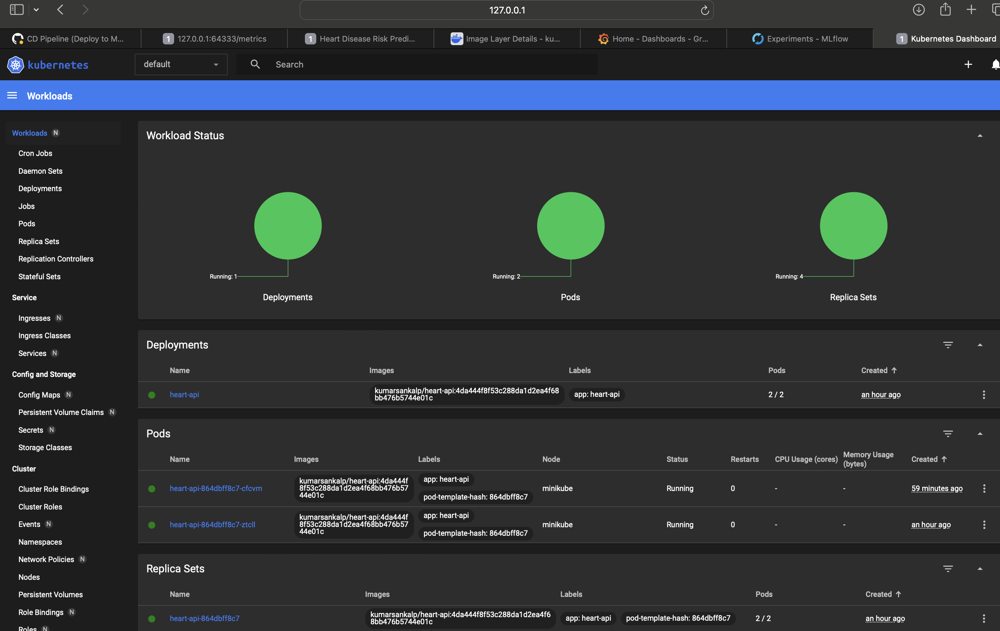 127.0.0.1
CD Pipeline (Deploy to M...
1 127.0.0.1:64333/metrics
1 Heart Disease Risk Predi...
Image Layer Details - ku...
Home - Dashboards - Gr...
Experiments - MLflow
1 Kubernetes Dashboard
kubernetes
default
Search
Workloads
Workloads N
Cron Jobs
Daemon Sets
Deployments
Jobs
Pods
Replica Sets
Replication Controllers
Stateful Sets
Service
Ingresses N
Ingress Classes
Services N
Config and Storage
Config Maps N
Persistent Volume Claims N
Secrets N
Storage Classes
Cluster
Cluster Role Bindings
Cluster Roles
Events N
Namespaces
Network Policies N
Nodes
Persistent Volumes
Role Bindings N
Roles N
Workload Status
Running: 1
Deployments
Running: 2
Pods
Running: 4
Replica Sets
Deployments
Name Images Labels Pods Created
heart-api
kumarsankalp/heart-api:4da444f8f53c288da1d2ea4f68
bb476b5744e01c
app: heart-api
2 / 2
an hour ago
Pods
Name Images Labels Node Status Restarts CPU Usage (cores) Memory Usage
(bytes)
Created
heart-api-864dbff8c7-cfcvm
kumarsankalp/heart-api:4da444f
8f53c288da1d2ea4f68bb476b57
44e01c
app: heart-api
pod-template-hash: 864dbff8c7
minikube
Running
0
-
-
59 minutes ago
heart-api-864dbff8c7-ztcll
kumarsankalp/heart-api:4da444f
8f53c288da1d2ea4f68bb476b57
44e01c
app: heart-api
pod-template-hash: 864dbff8c7
minikube
Running
0
-
-
an hour ago
Replica Sets
Name Images Labels Pods Created
heart-api-864dbff8c7
kumarsankalp/heart-api:4da444f8f53c288da1d2ea4f6
8bb476b5744e01c
app: heart-api
pod-template-hash: 864dbff8c7
2 / 2
an hour ago